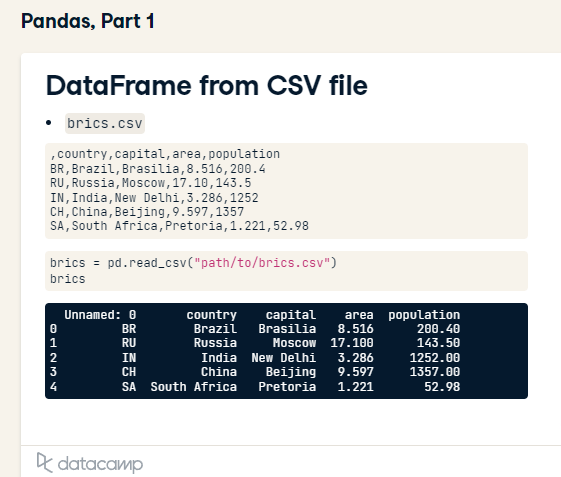 Pandas, Part 1
DataFrame from CSV file
• brics.csv
,country,capital,area,population
BR,Brazil,Brasilia,8.516,200.4
RU,Russia,Moscow,17.10,143.5
IN,India,New Delhi,3.286,1252
CH,China,Beijing,9.597,1357
SA,South Africa,Pretoria,1.221,52.98
brics = pd.read_csv("path/to/brics.csv")
brics
Unnamed: 0 country capital area population
0 BR Brazil Brasilia 8.516 200.40
1 RU Russia Moscow 17.100 143.50
2 IN India New Delhi 3.286 1252.00
3 CH China Beijing 9.597 1357.00
4 SA South Africa Pretoria 1.221 52.98
datacamp